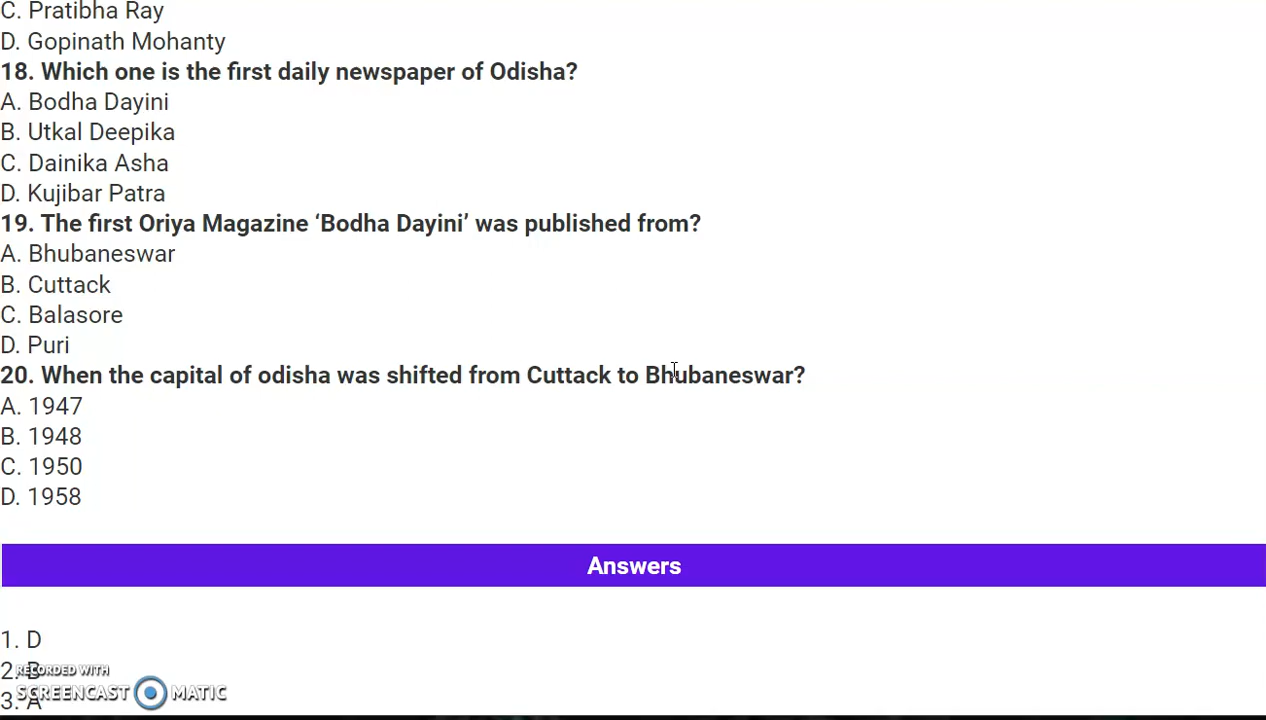 C. Pratibha Ray
D. Gopinath Mohanty
18. Which one is the first daily newspaper of Odisha?
A. Bodha Dayini
B. Utkal Deepika
C. Dainika Asha
D. Kujibar Patra
19. The first Oriya Magazine ‘Bodha Dayini’ was published from?
A. Bhubaneswar
B. Cuttack
C. Balasore
D. Puri
20. When the capital of odisha was shifted from Cuttack to Bhubaneswar?
A. 1947
B. 1948
C. 1950
D. 1958
Answers
1. D
2. B
RECORDED WITH
SCREENCAST MATIC
3. A